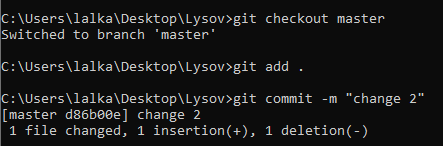 C:\Users\lalka\Desktop\Lysov>git checkout master
Switched to branch 'master'
C:\Users\lalka\Desktop\Lysov>git add .
C:\Users\lalka\Desktop\Lysov>git commit -m "change 2"
[master d86b00e] change 2
1 file changed, 1 insertion(+), 1 deletion(-)